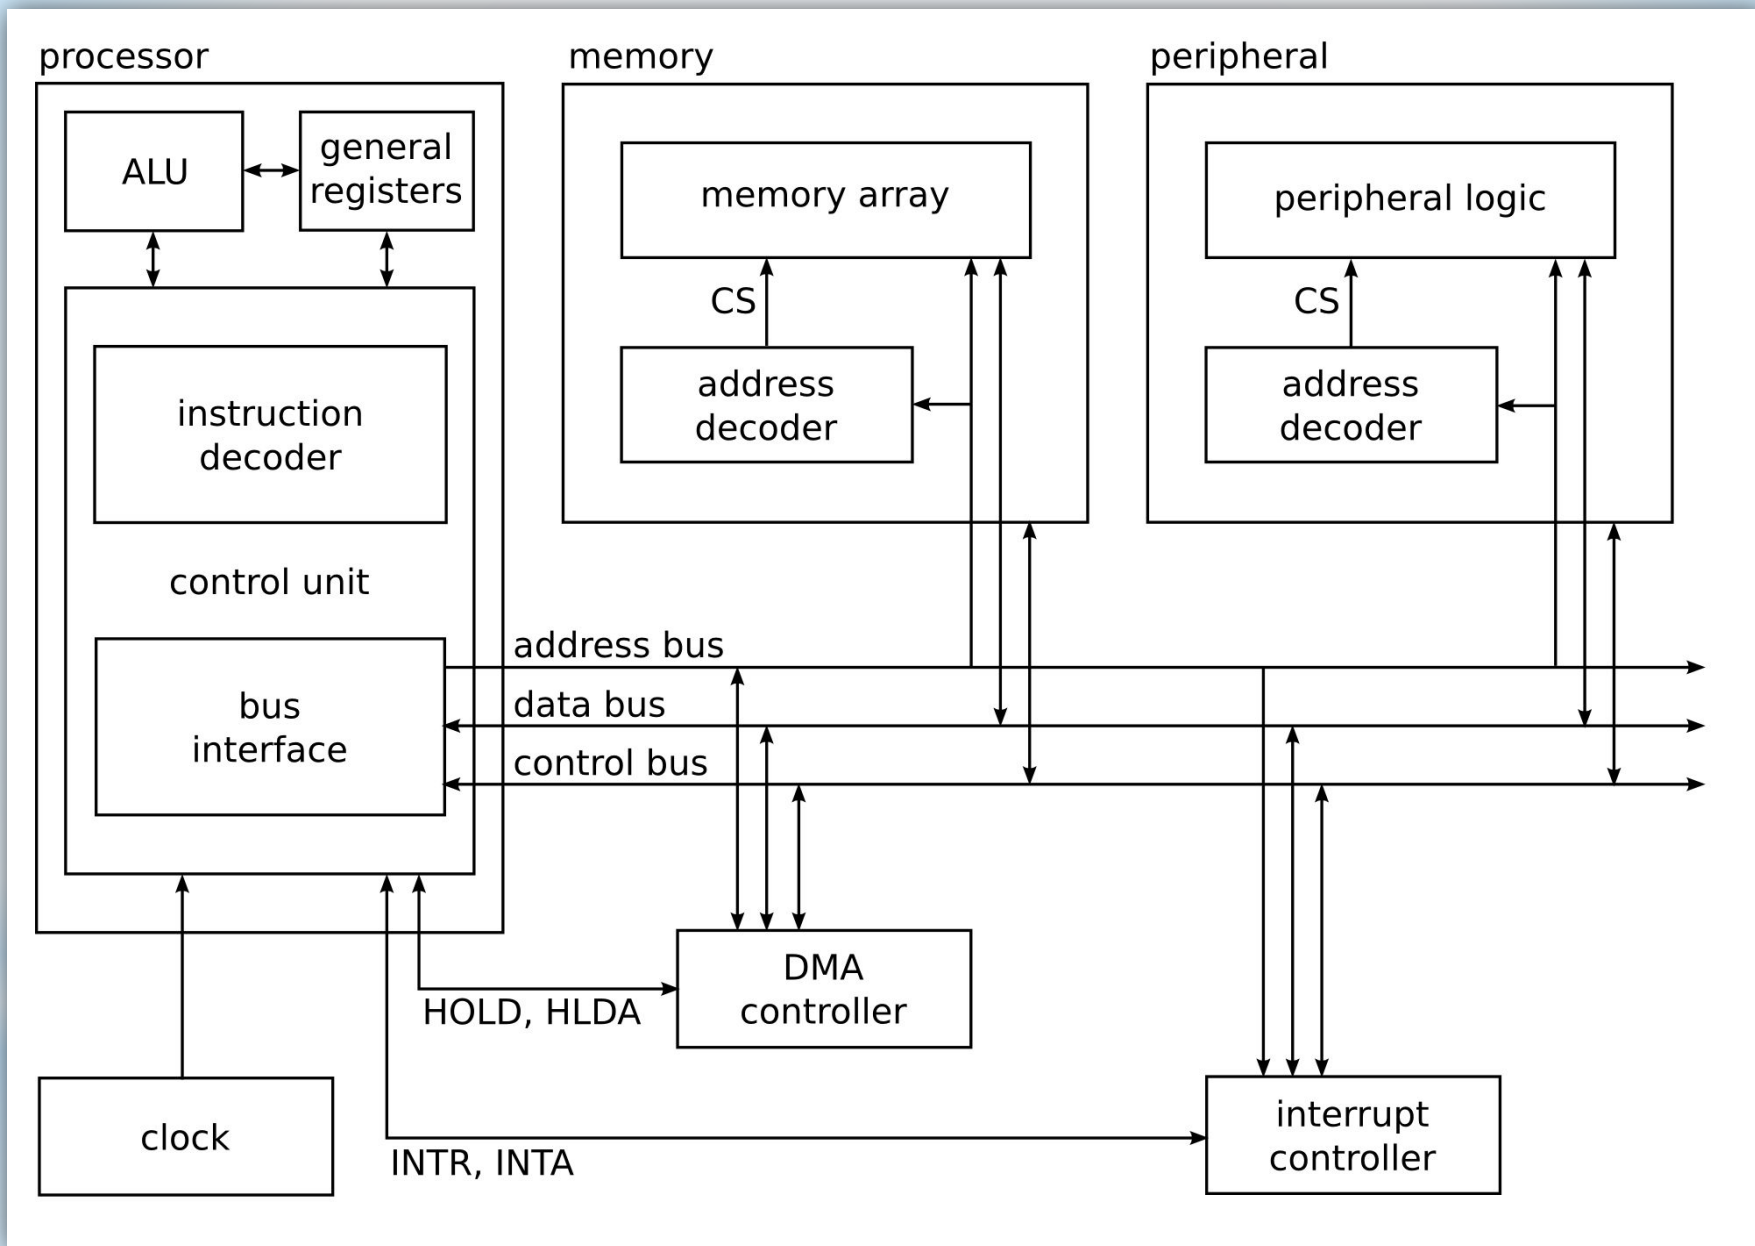 processor
memory
peripheral
ALU
general
registers
memory array
peripheral logic
CS
CS
instruction
decoder
address
decoder
address
decoder
control unit
address bus
bus
interface
data bus
control bus
DMA
controller
HOLD, HLDA
clock
INTR, INTA
interrupt
controller